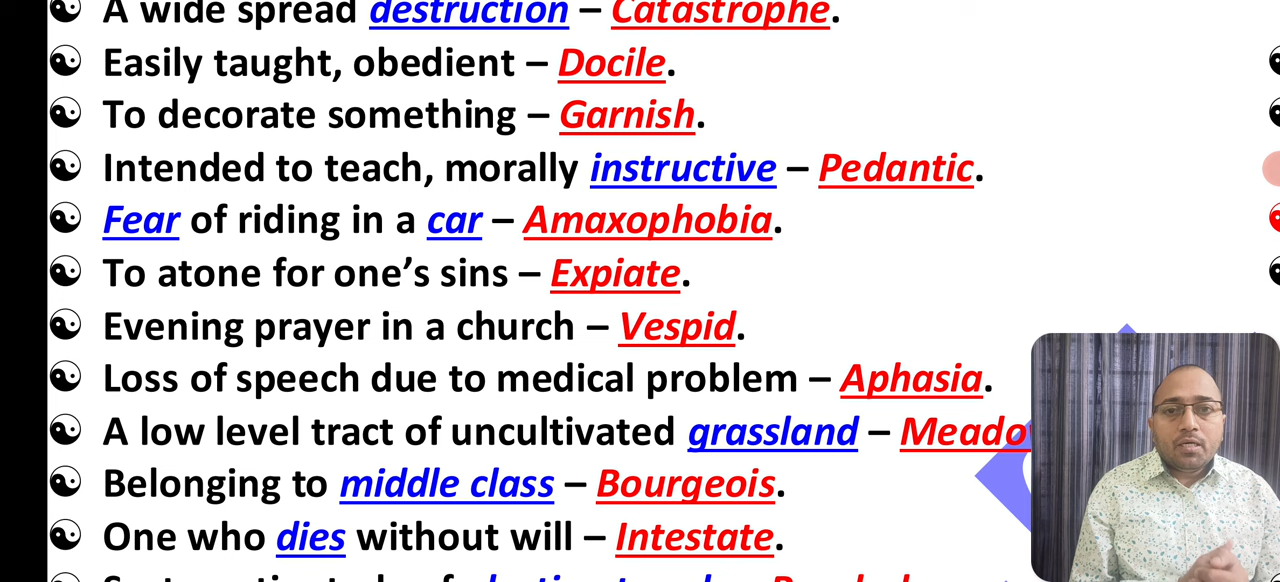 A wide spread destruction – Catastrophe.
Easily taught, obedient – Docile.
To decorate something – Garnish.
Intended to teach, morally instructive – Pedantic.
Fear of riding in a car – Amaxophobia.
To atone for one’s sins – Expiate.
Evening prayer in a church – Vespid.
Loss of speech due to medical problem – Aphasia.
A low level tract of uncultivated grassland – Meado
Belonging to middle class – Bourgeois.
One who dies without will – Intestate.